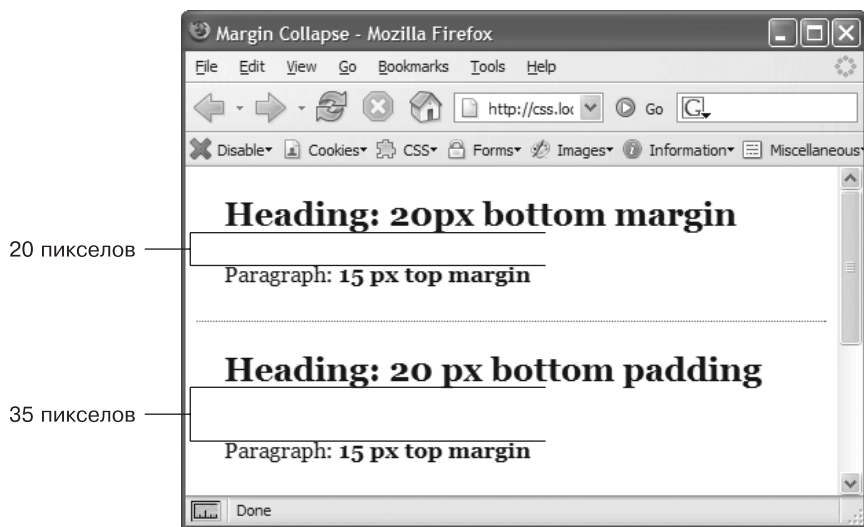 Margin Collapse - Mozilla Firefox
File Edit View Go Bookmarks Tools Help
http://css.loc Go G
Disable Cookies CSS Forms Images Information Miscellaneous
Heading: 20px bottom margin
20 пикселов
Paragraph: 15 px top margin
Heading: 20 px bottom padding
35 пикселов
Paragraph: 15 px top margin
Done